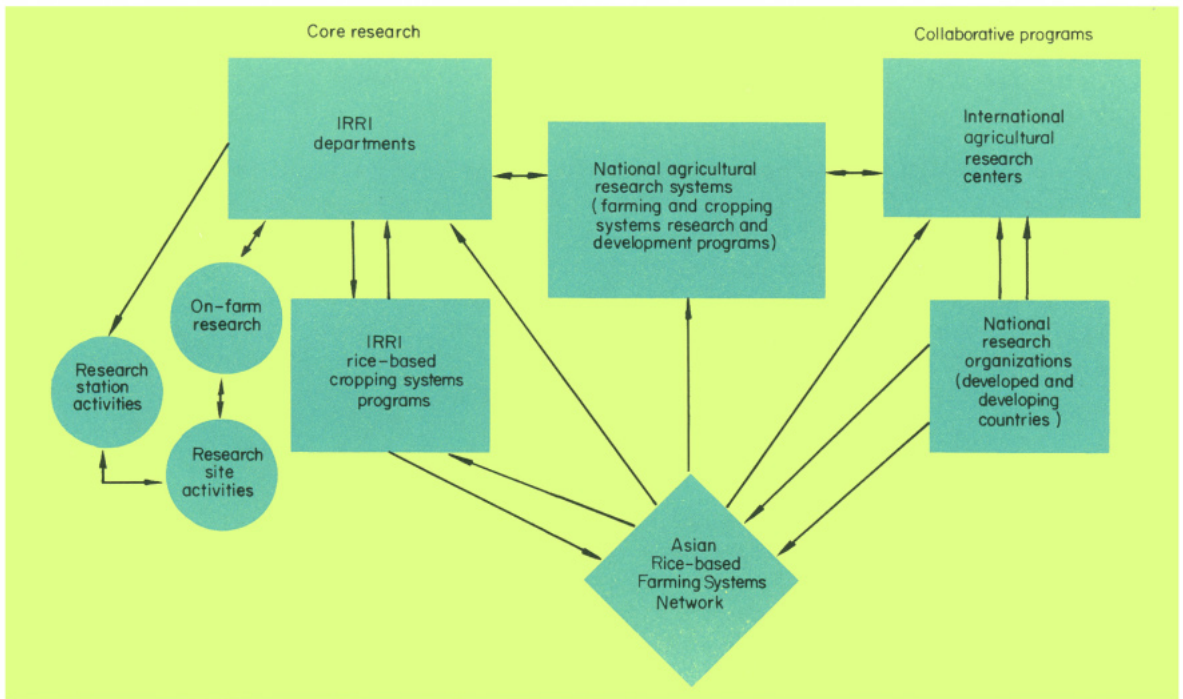 Core research
Collaborative programs
IRRI
departments
National agricultural
research systems
(farming and cropping
systems research and
development programs)
International
agricultural
research
centers
On-farm
research
Research
station
activities
Research
site
activities
IRRI
rice-based
cropping systems
programs
National
research
organizations
(developed and
developing
countries)
Asian
Rice-based
Farming Systems
Network